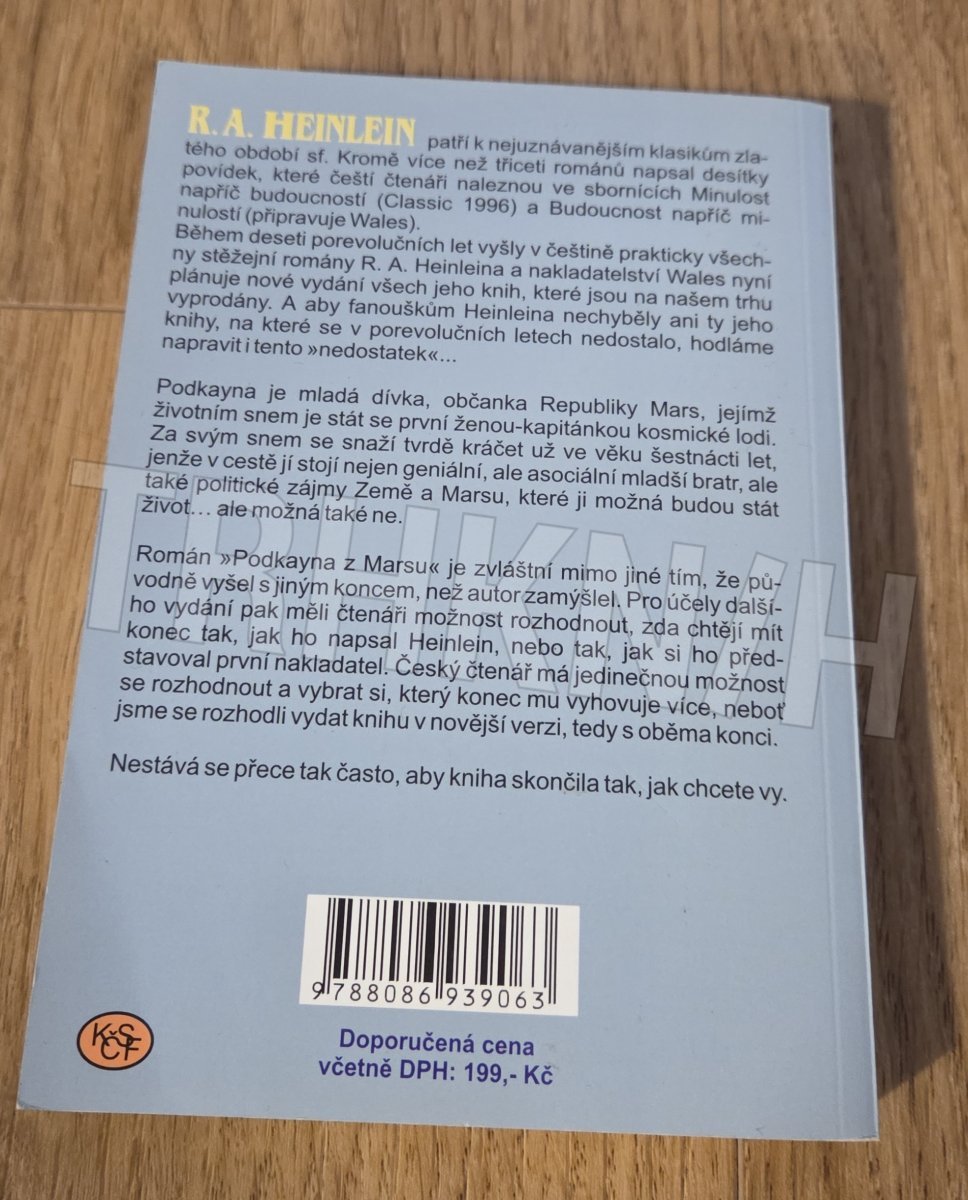 R. A. HEINLEIN patří k nejuznávanějším klasikům zla-
tého období sf. Kromě více než třiceti románů napsal desítky
povídek, které čeští čtenáři naleznou ve sbornících Minulost
napříč budoucností (Classic 1996) a Budoucnost napříč mi-
nulostí (připravuje Wales).
Během deseti porevolučních let vyšly v češtině prakticky všech-
ny stěžejní romány R. A. Heinleina a nakladatelství Wales nyní
plánuje nové vydání všech jeho knih, které jsou na našem trhu
vyprodány. A aby fanouškům Heinleina nechyběly ani ty jeho
knihy, na které se v porevolučních letech nedostalo, hodláme
napravit i tento »nedostatek«...
Podkayna je mladá dívka, občanka Republiky Mars, jejímž
životním snem je stát se první ženou-kapitánkou kosmické lodi.
Za svým snem se snaží tvrdě kráčet už ve věku šestnácti let,
jenže v cestě jí stojí nejen geniální, ale asociální mladší bratr, ale
také politické zájmy Země a Marsu, které ji možná budou stát
život... ale možná také ne.
Román »Podkayna z Marsu« je zvláštní mimo jiné tím, že pů-
vodně vyšel s jiným koncem, než autor zamýšlel. Pro účely další-
ho vydání pak měli čtenáři možnost rozhodnout, zda chtějí mít
konec tak, jak ho napsal Heinlein, nebo tak, jak si ho před-
stavoval první nakladatel. Český čtenář má jedinečnou možnost
se rozhodnout a vybrat si, který konec mu vyhovuje více, neboť
jsme se rozhodli vydat knihu v novější verzi, tedy s oběma konci.
Nestává se přece tak často, aby kniha skončila tak, jak chcete vy.
TRHKNIH
9 788086 939063
KČSF
Doporučená cena
včetně DPH: 199,- Kč